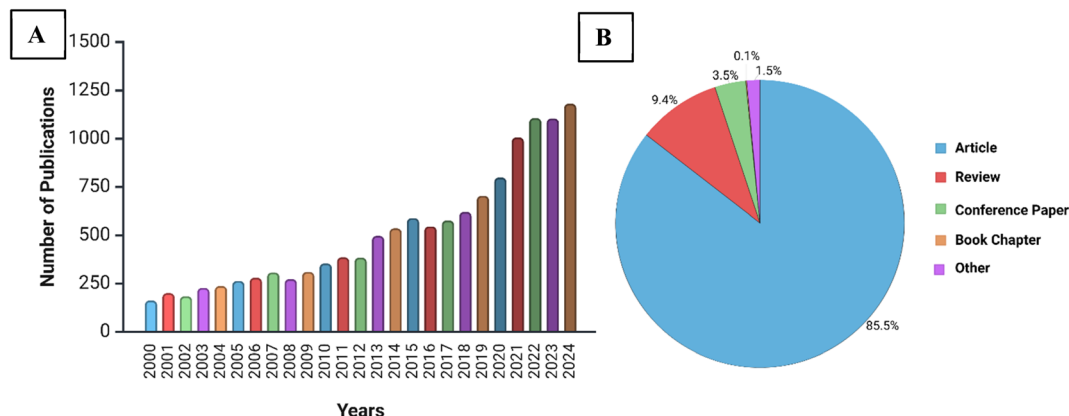 A
1500
1250
1000
750
500
250
0
Number of Publications
2000 2001 2002 2003 2004 2005 2006 2007 2008 2009 2010 2011 2012 2013 2014 2015 2016 2017 2018 2019 2020 2021 2022 2023 2024
Years
B
0.1%
3.5% 1.5%
9.4%
85.5%
Article
Review
Conference Paper
Book Chapter
Other